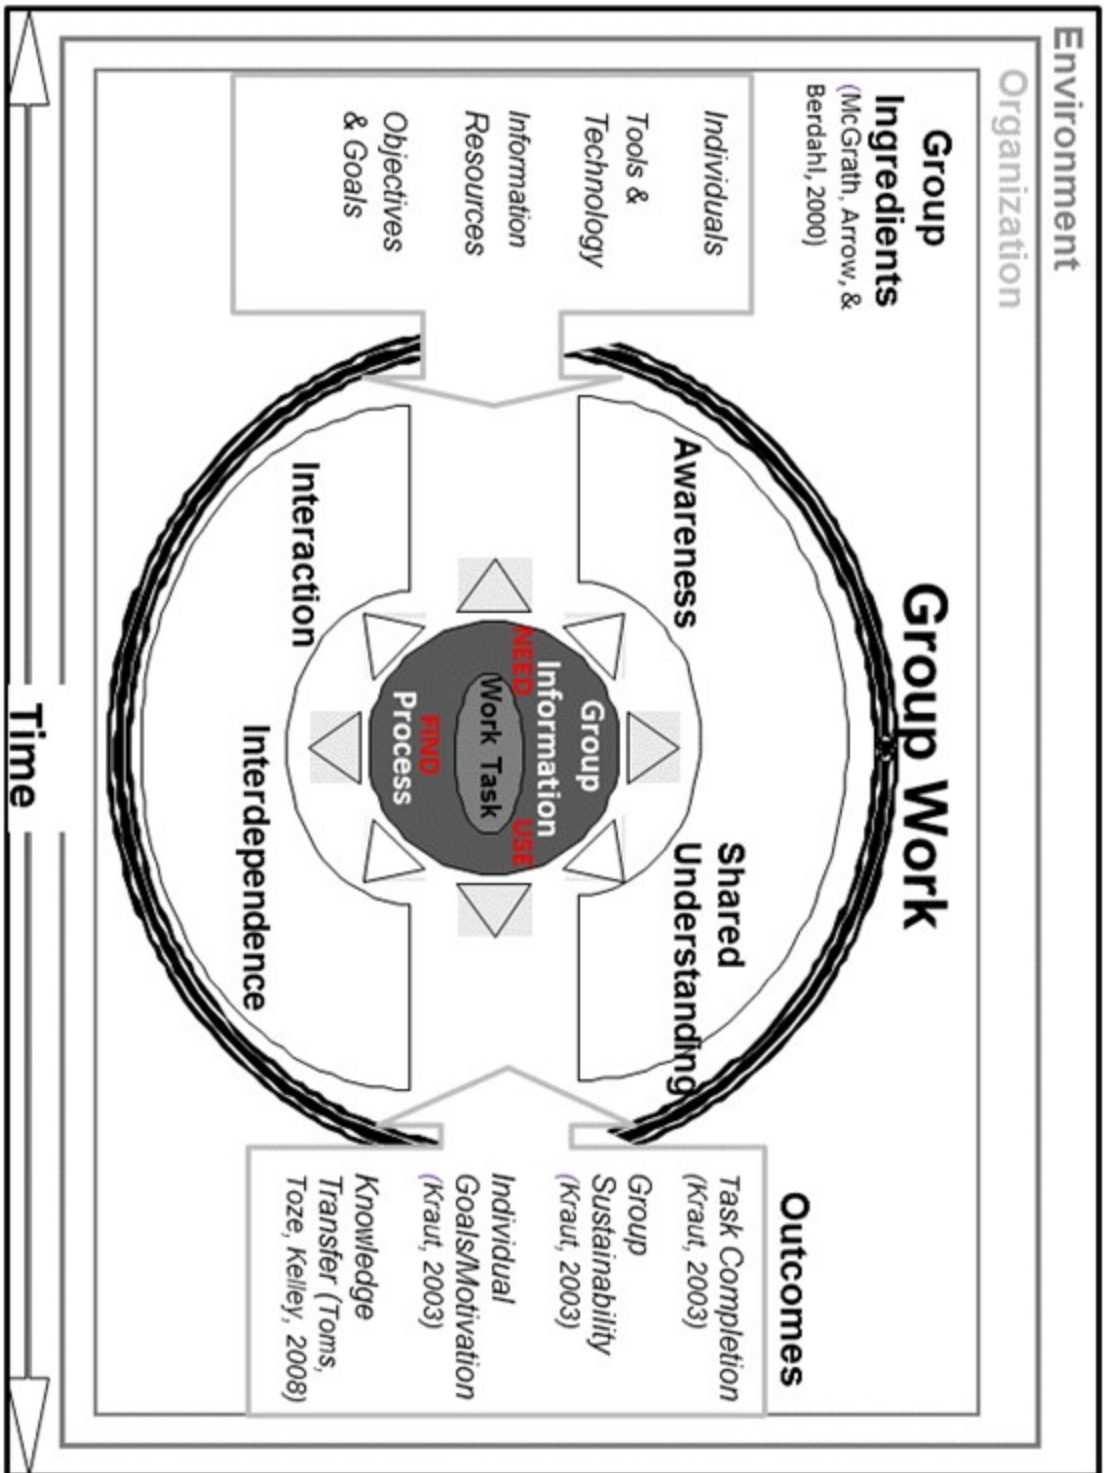 Environment
Organization
Group
Ingredients
(McGrath, Arrow, &
Berdahl, 2000)
Individuals
Tools &
Technology
Information
Resources
Objectives
& Goals
Group Work
Awareness
Shared
Understanding
Group
Information
NEED
USE
Work Task
FIND
Process
Interaction
Interdependence
Outcomes
Task Completion
(Kraut, 2003)
Group
Sustainability
(Kraut, 2003)
Individual
Goals/Motivation
(Kraut, 2003)
Knowledge
Transfer (Toms,
Toze, Kelley, 2008)
Time